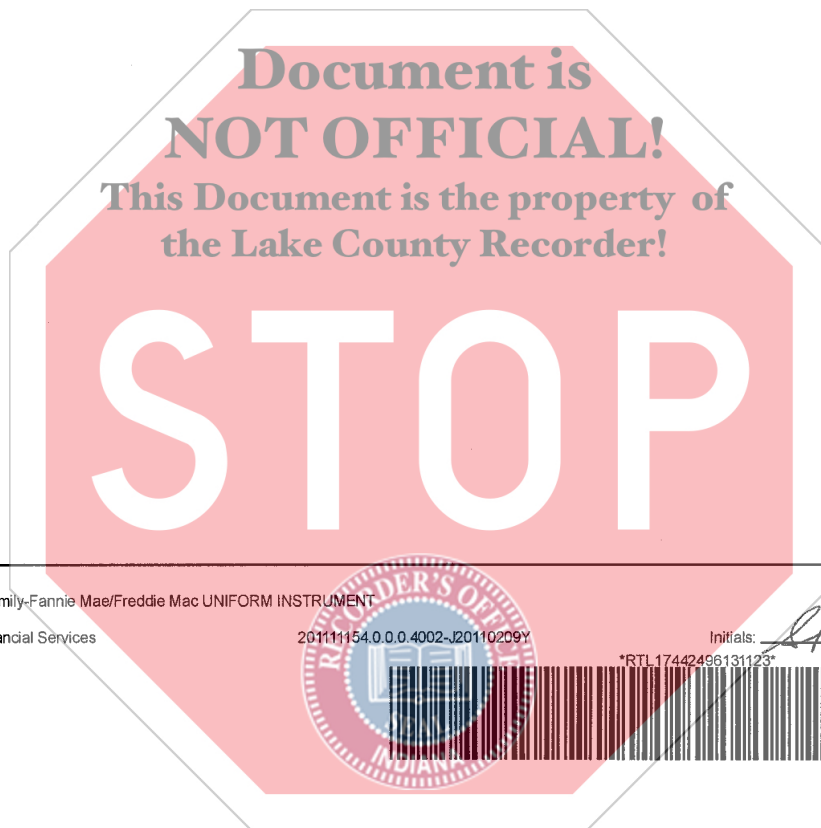 Document is
NOT OFFICIAL!
This Document is the property of
the Lake County Recorder!
STOP
mily-Fannie Mae/Freddie Mac UNIFORM INSTRUMENT
ancial Services 201111154.0.0.0.4002-J20110209Y Initials:
*RTL17442496131123*
RECORDER'S OFFICE
SEAL
INDIANA